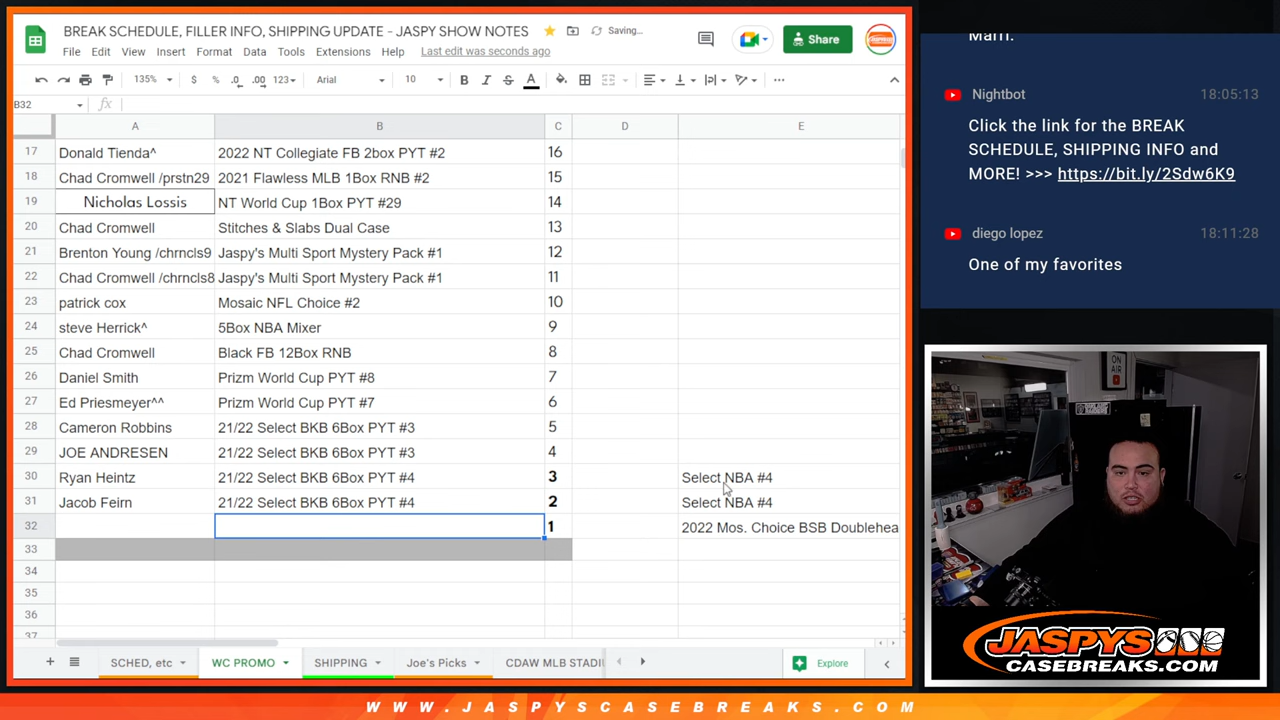 BREAK SCHEDULE, FILLER INFO, SHIPPING UPDATE - JASPY SHOW NOTES
Saving...
File Edit View Insert Format Data Tools Extensions Help Last edit was seconds ago
Share
135% $ % .0 .00 123 Arial 10 B I S A
B32 fx
A B C D E
17 Donald Tienda^ 2022 NT Collegiate FB 2box PYT #2 16
18 Chad Cromwell /prstn29 2021 Flawless MLB 1Box RNB #2 15
19 Nicholas Lossis NT World Cup 1Box PYT #29 14
20 Chad Cromwell Stitches & Slabs Dual Case 13
21 Brenton Young /chrncls9 Jaspy's Multi Sport Mystery Pack #1 12
22 Chad Cromwell /chrncls8 Jaspy's Multi Sport Mystery Pack #1 11
23 patrick cox Mosaic NFL Choice #2 10
24 steve Herrick^ 5Box NBA Mixer 9
25 Chad Cromwell Black FB 12Box RNB 8
26 Daniel Smith Prizm World Cup PYT #8 7
27 Ed Priesmeyer^^ Prizm World Cup PYT #7 6
28 Cameron Robbins 21/22 Select BKB 6Box PYT #3 5
29 JOE ANDRESEN 21/22 Select BKB 6Box PYT #3 4
30 Ryan Heintz 21/22 Select BKB 6Box PYT #4 3 Select NBA #4
31 Jacob Feirn 21/22 Select BKB 6Box PYT #4 2 Select NBA #4
32 1 2022 Mos. Choice BSB Doublehea
33
34
35
36
37
SCHED, etc WC PROMO SHIPPING Joe's Picks CDAW MLB STADI Explore
Nightbot 18:05:13
Click the link for the BREAK
SCHEDULE, SHIPPING INFO and
MORE! >>> https://bit.ly/2Sdw6K9
diego lopez 18:11:28
One of my favorites
ON
AIR
JASPYS
CASEBREAKS.COM
WWW.JASPYSCASEBREAKS.COM